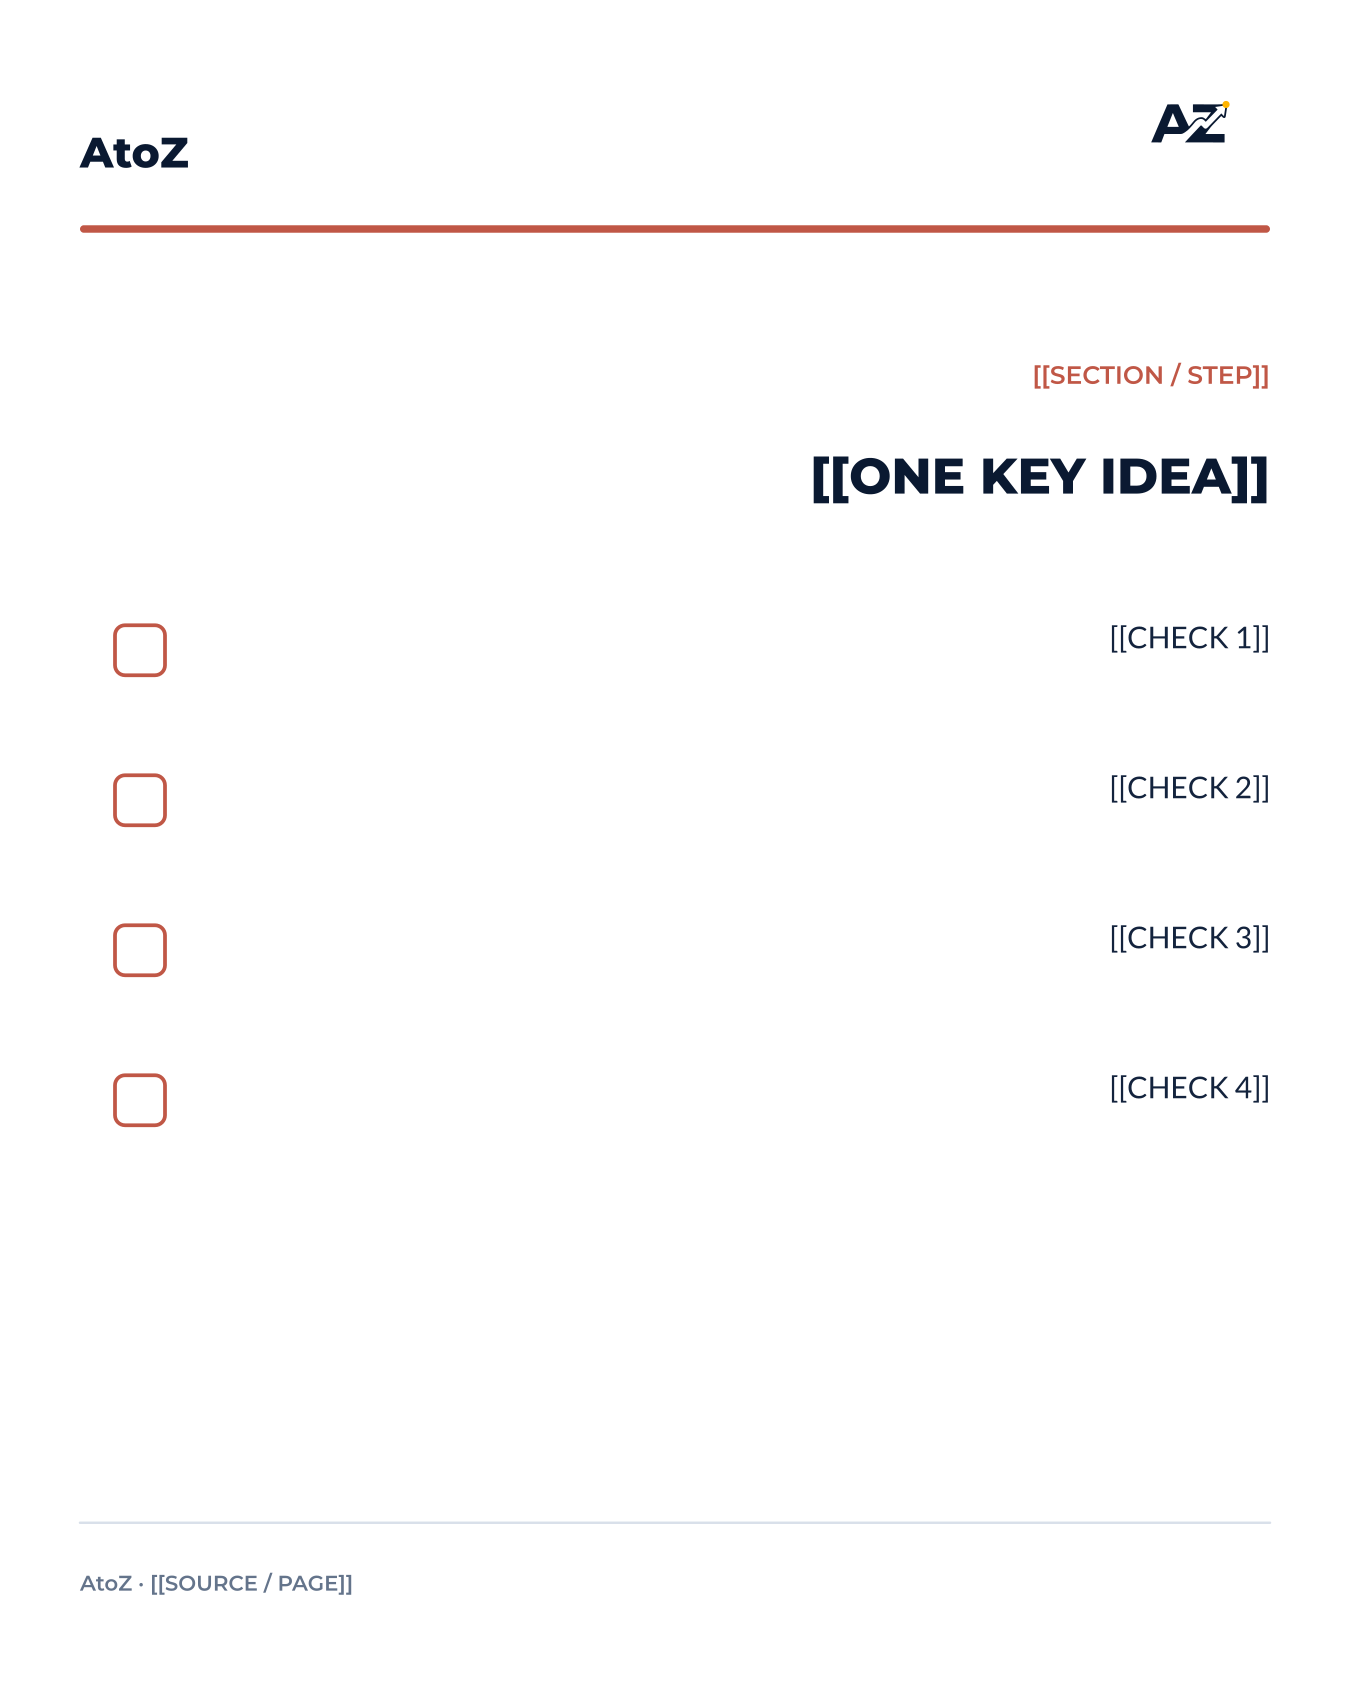 AtoZ
AZ
[[SECTION / STEP]]
[[ONE KEY IDEA]]
[[CHECK 1]]
[[CHECK 2]]
[[CHECK 3]]
[[CHECK 4]]
AtoZ · [[SOURCE / PAGE]]